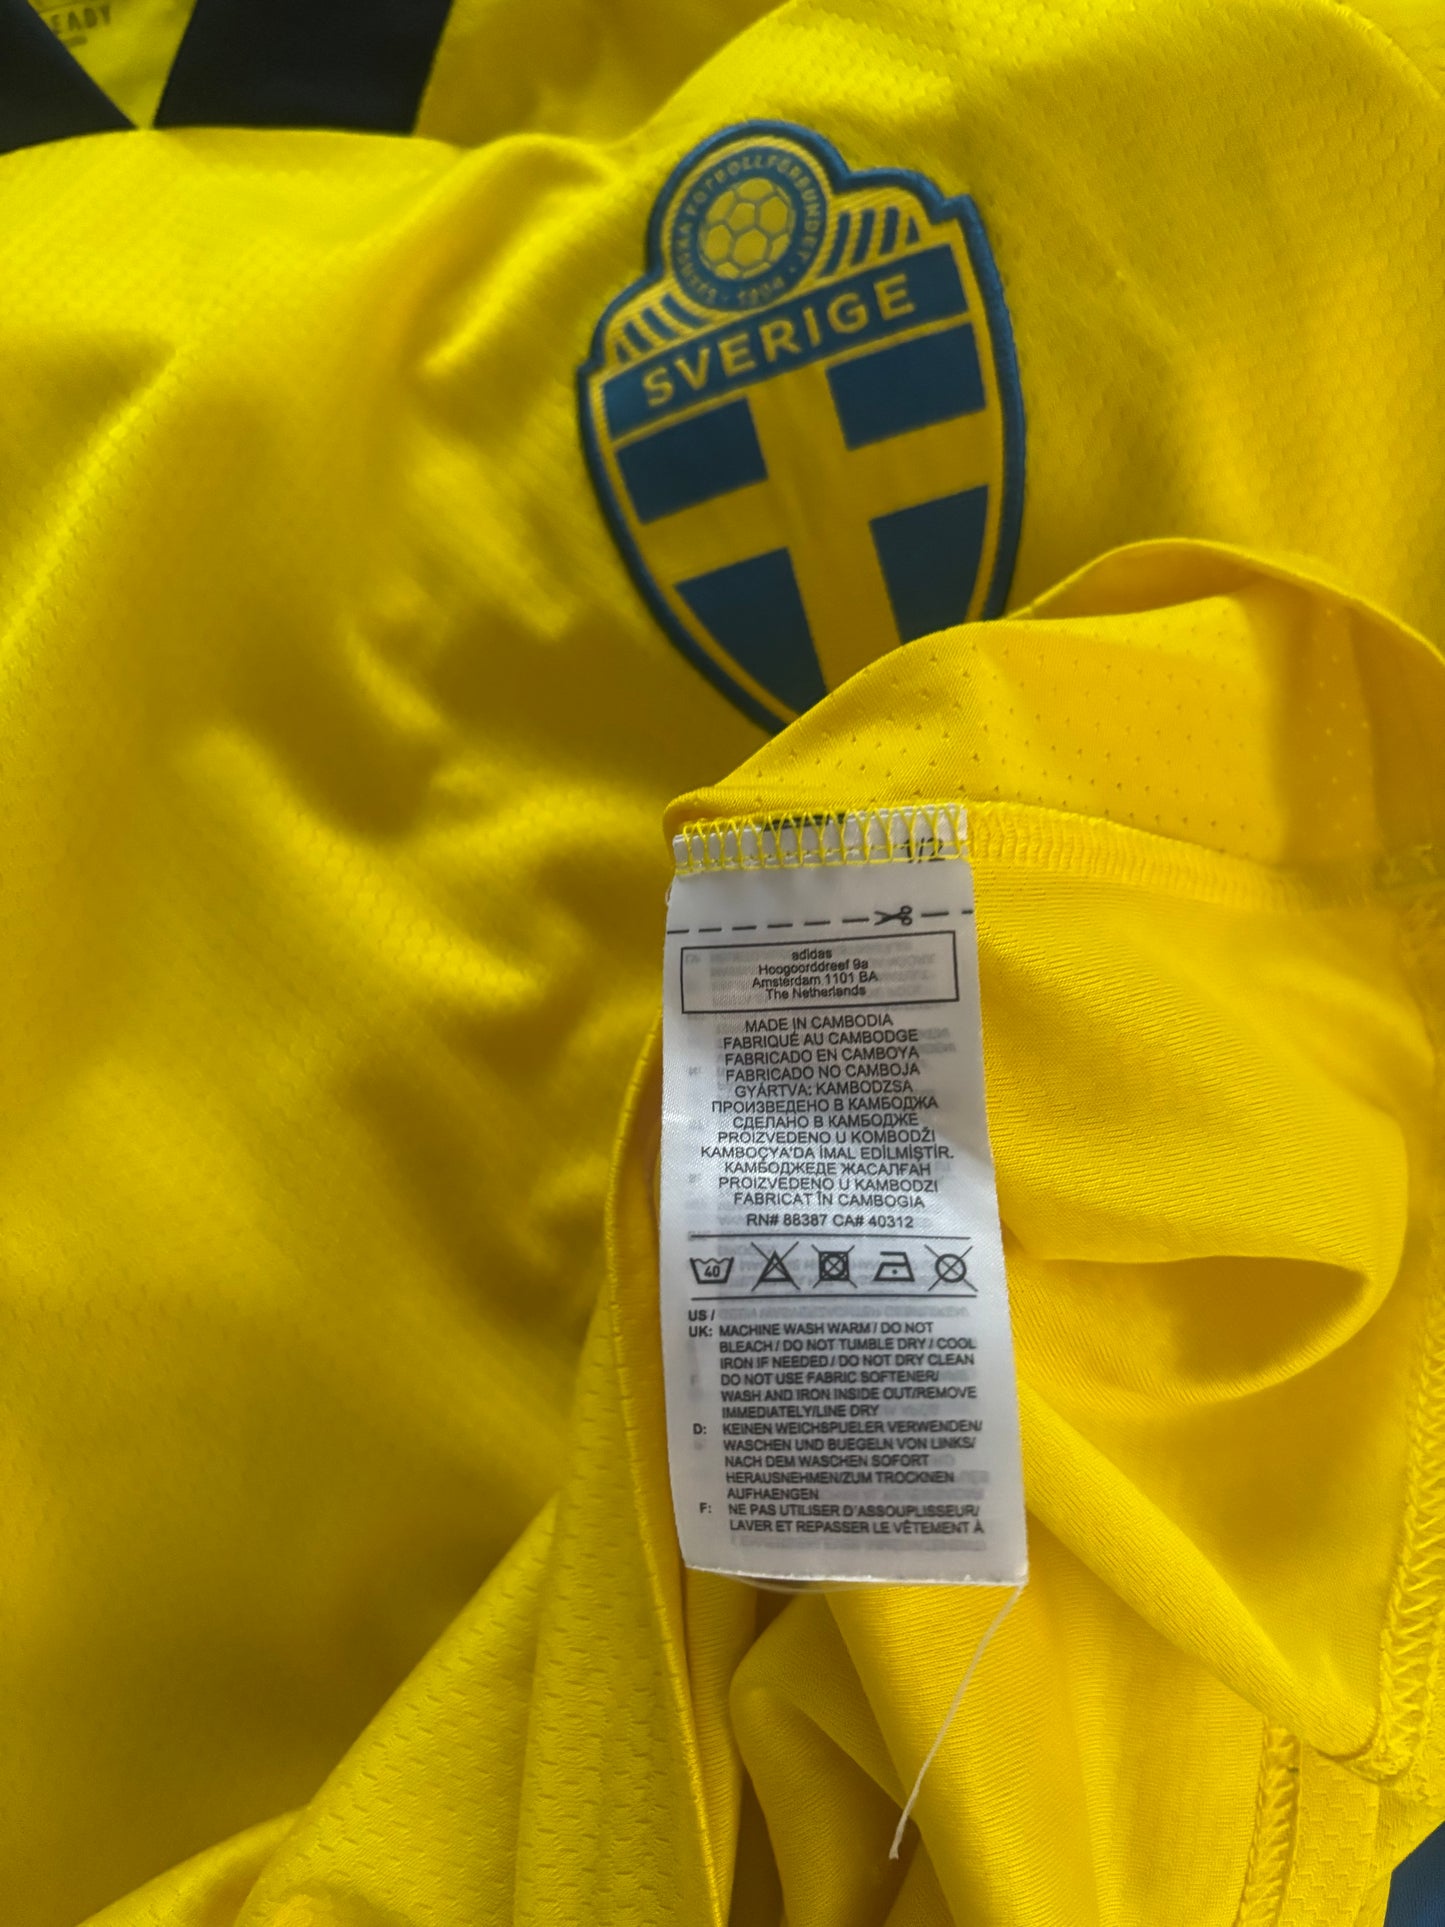 EADY
SVENSKA FOTBOLLFÖRBUNDET · 1904 ·
SVERIGE
1/2
adidas
Hoogoorddreef 9a
Amsterdam 1101 BA
The Netherlands
MADE IN CAMBODIA
FABRIQUÉ AU CAMBODGE
FABRICADO EN CAMBOYA
FABRICADO NO CAMBOJA
GYÁRTVA: KAMBODZSA
ПРОИЗВЕДЕНО В КАМБОДЖА
СДЕЛАНО В КАМБОДЖЕ
PROIZVEDENO U KOMBODŽI
KAMBOÇYA'DA İMAL EDİLMİŞTİR.
КАМБОДЖЕДЕ ЖАСАЛҒАН
PROIZVEDENO U KAMBODZI
FABRICAT ÎN CAMBOGIA
RN# 88387 CA# 40312
40
US /
UK: MACHINE WASH WARM / DO NOT
BLEACH / DO NOT TUMBLE DRY / COOL
IRON IF NEEDED / DO NOT DRY CLEAN
DO NOT USE FABRIC SOFTENER/
WASH AND IRON INSIDE OUT/REMOVE
IMMEDIATELY/LINE DRY
D: KEINEN WEICHSPUELER VERWENDEN/
WASCHEN UND BUEGELN VON LINKS/
NACH DEM WASCHEN SOFORT
HERAUSNEHMEN/ZUM TROCKNEN
AUFHAENGEN
F: NE PAS UTILISER D'ASSOUPLISSEUR/
LAVER ET REPASSER LE VÊTEMENT À